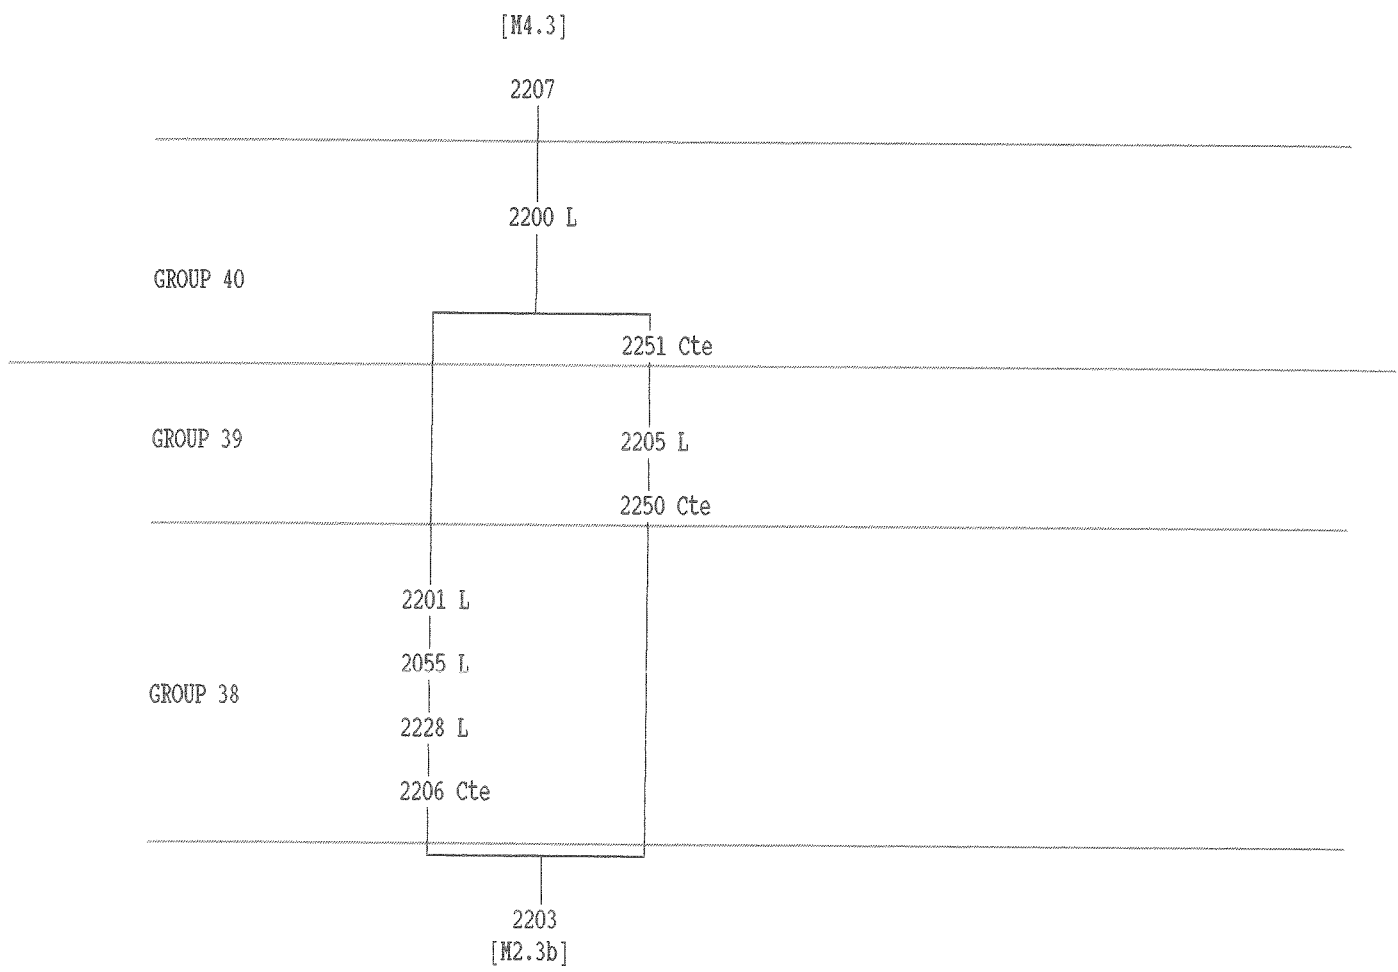 [M4.3]
2207
2200 L
GROUP 40
2251 Cte
GROUP 39
2205 L
2250 Cte
2201 L
2055 L
GROUP 38
2228 L
2206 Cte
2203
[M2.3b]